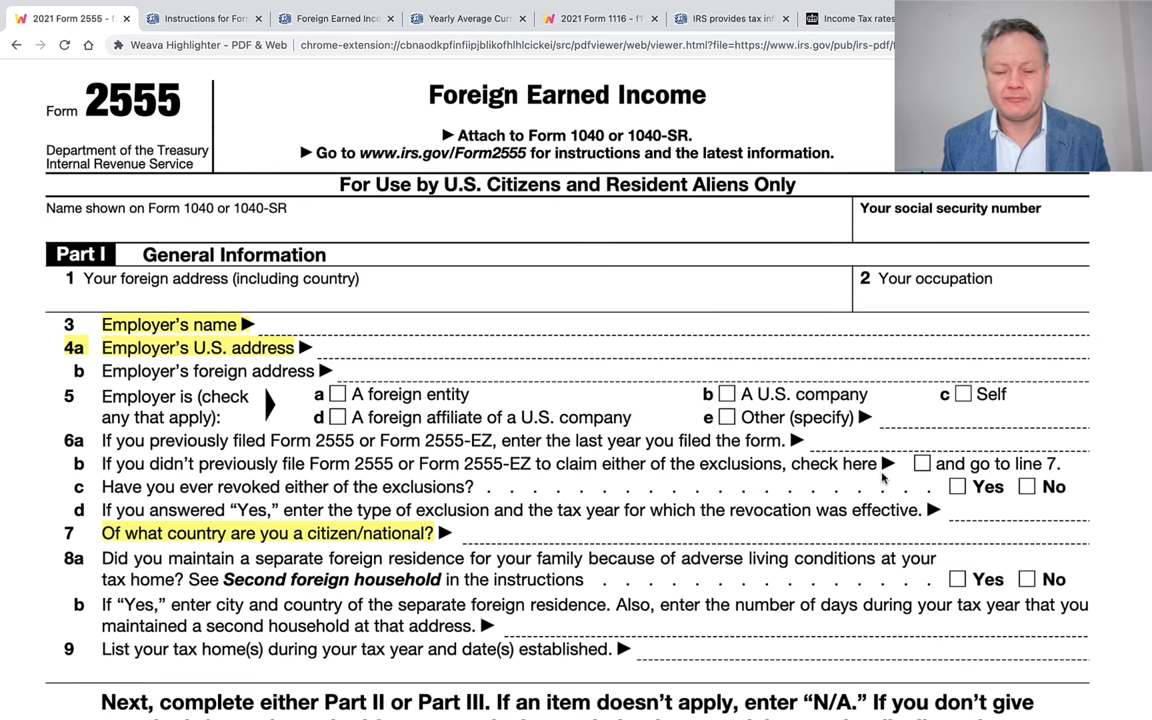 2021 Form 2555 - f
Instructions for For
Foreign Earned Inco
Yearly Average Curr
2021 Form 1116 - f1
IRS provides tax inf
Income Tax rates
Weava Highlighter - PDF & Web
chrome-extension://cbnaodkpfinfiipjblikofhlhlcickei/src/pdfviewer/web/viewer.html?file=https://www.irs.gov/pub/irs-pdf/
Form 2555
Department of the Treasury
Internal Revenue Service
Foreign Earned Income
▶ Attach to Form 1040 or 1040-SR.
▶ Go to www.irs.gov/Form2555 for instructions and the latest information.
For Use by U.S. Citizens and Resident Aliens Only
Name shown on Form 1040 or 1040-SR
Your social security number
Part I General Information
1 Your foreign address (including country)
2 Your occupation
3 Employer's name ▶
4a Employer's U.S. address ▶
b Employer's foreign address ▶
5 Employer is (check any that apply):
a A foreign entity b A U.S. company c Self
d A foreign affiliate of a U.S. company e Other (specify) ▶
6a If you previously filed Form 2555 or Form 2555-EZ, enter the last year you filed the form. ▶
b If you didn't previously file Form 2555 or Form 2555-EZ to claim either of the exclusions, check here ▶ and go to line 7.
c Have you ever revoked either of the exclusions? . . . . . . . . . . . . . . . . . . . . Yes No
d If you answered "Yes," enter the type of exclusion and the tax year for which the revocation was effective. ▶
7 Of what country are you a citizen/national? ▶
8a Did you maintain a separate foreign residence for your family because of adverse living conditions at your
tax home? See Second foreign household in the instructions . . . . . . . . . . . . . . . Yes No
b If "Yes," enter city and country of the separate foreign residence. Also, enter the number of days during your tax year that you
maintained a second household at that address. ▶
9 List your tax home(s) during your tax year and date(s) established. ▶
Next, complete either Part II or Part III. If an item doesn't apply, enter "N/A." If you don't give